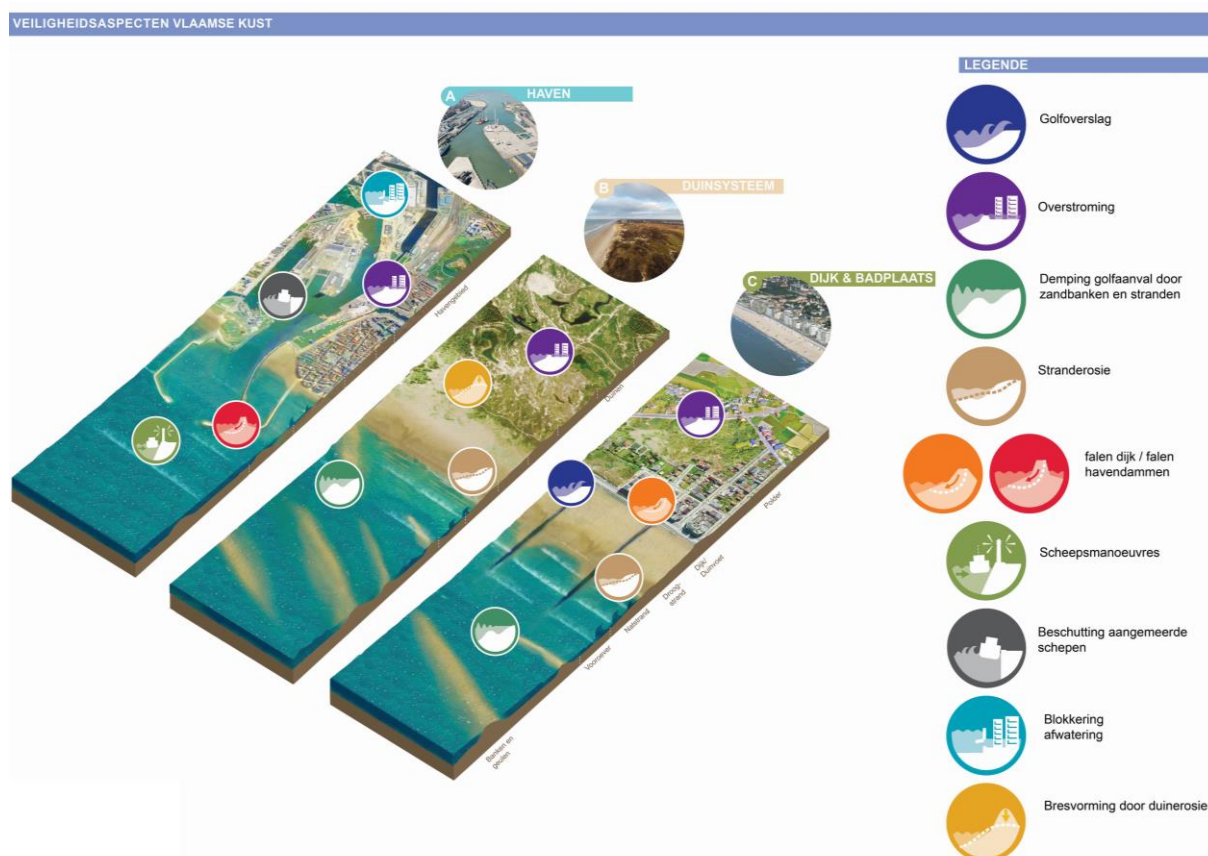 VEILIGHEIDSASPECTEN VLAAMSE KUST
A HAVEN
B DUINSYSTEEM
C DIJK & BADPLAATS
Havengebied
Duinen
Polder
Dijk/
Duinvoet
Droog-
strand
Natstrand
Vooroever
Banken en
geulen
LEGENDE
Golfoverslag
Overstroming
Demping golfaanval door
zandbanken en stranden
Stranderosie
falen dijk / falen
havendammen
Scheepsmanoeuvres
Beschutting aangemeerde
schepen
Blokkering
afwatering
Bresvorming door duinerosie